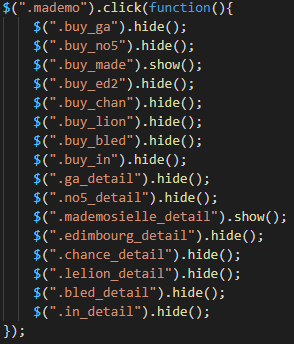 $(".mademo").click(function(){
    $(".buy_ga").hide();
    $(".buy_no5").hide();
    $(".buy_made").show();
    $(".buy_ed2").hide();
    $(".buy_chan").hide();
    $(".buy_lion").hide();
    $(".buy_bled").hide();
    $(".buy_in").hide();
    $(".ga_detail").hide();
    $(".no5_detail").hide();
    $(".mademosielle_detail").show();
    $(".edimbourg_detail").hide();
    $(".chance_detail").hide();
    $(".lelion_detail").hide();
    $(".bled_detail").hide();
    $(".in_detail").hide();
});